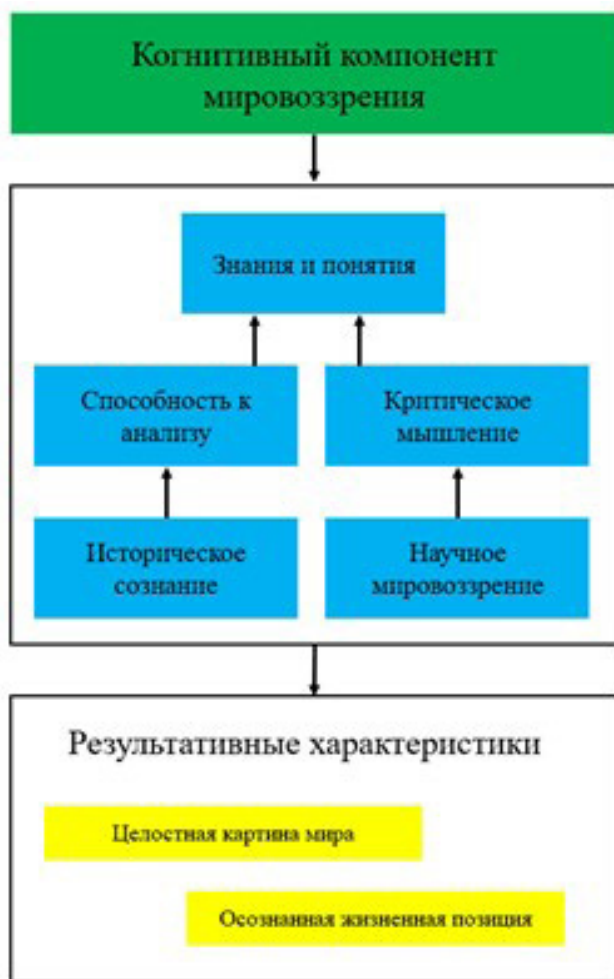 Когнитивный компонент
мировоззрения
Знания и понятия
Способность к
анализу
Критическое
мышление
Историческое
сознание
Научное
мировоззрение
Результативные характеристики
Целостная картина мира
Осознанная жизненная позиция